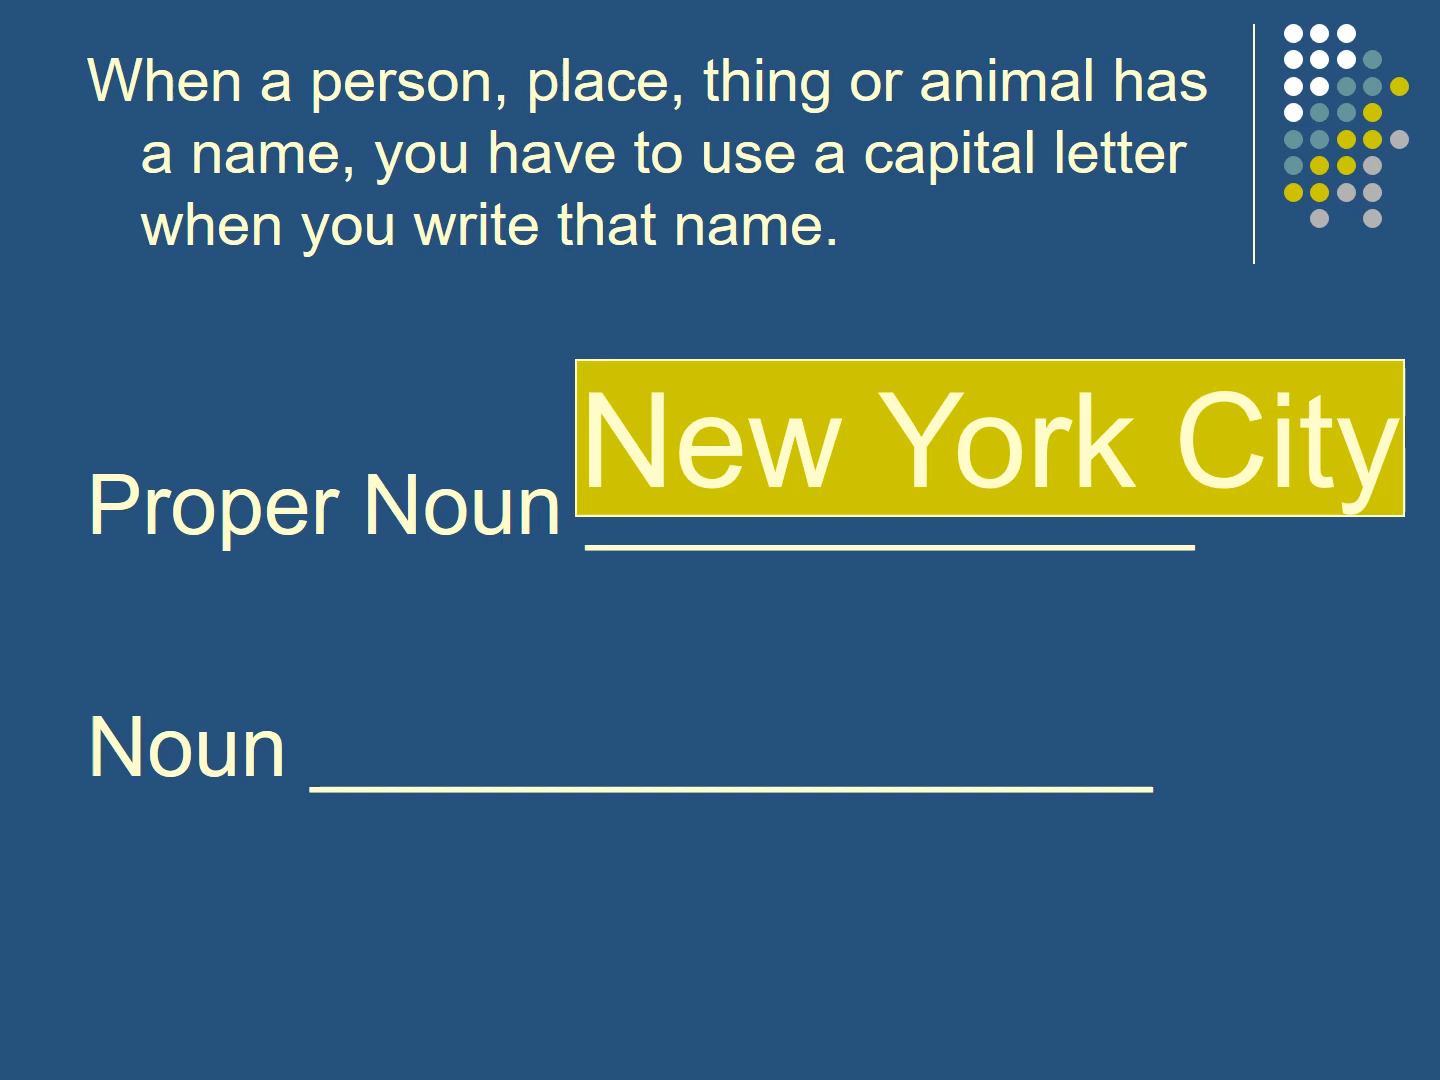 When a person, place, thing or animal has
a name, you have to use a capital letter
when you write that name.
New York City
Proper Noun _______________
Noun ____________________